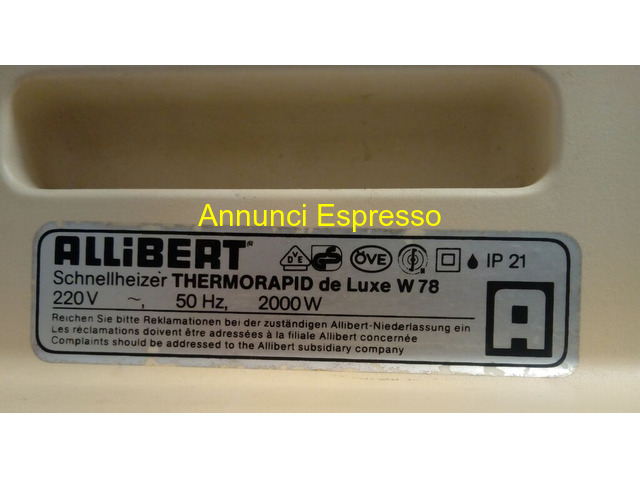 Annunci Espresso
ALLiBERT® DVE GS ÖVE S IP 21
Schnellheizer THERMORAPID de Luxe W 78
220 V ~, 50 Hz, 2000 W
Reichen Sie bitte Reklamationen bei der zuständigen Allibert-Niederlassung ein
Les réclamations doivent être adressées à la filiale Allibert concernée
Complaints should be addressed to the Allibert subsidiary company
A